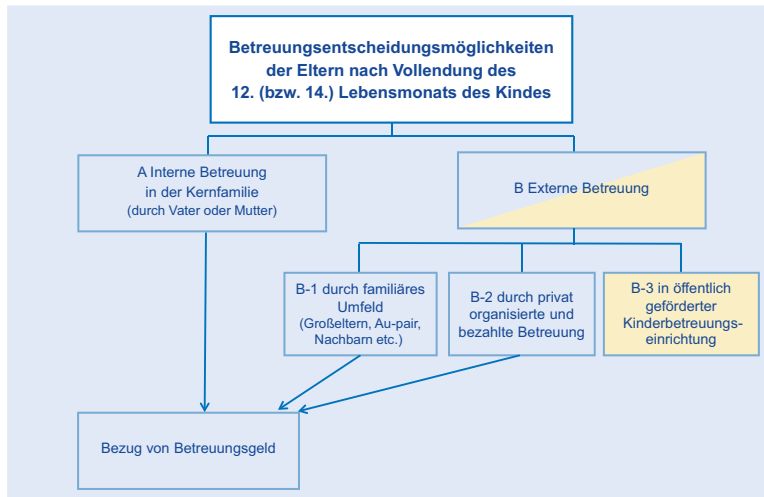 Betreuungsentscheidungsmöglichkeiten
der Eltern nach Vollendung des
12. (bzw. 14.) Lebensmonats des Kindes
A Interne Betreuung
in der Kernfamilie
(durch Vater oder Mutter)
B Externe Betreuung
B-1 durch familiäres
Umfeld
(Großeltern, Au-pair,
Nachbarn etc.)
B-2 durch privat
organisierte und
bezahlte Betreuung
B-3 in öffentlich
geförderter
Kinderbetreuungs-
einrichtung
Bezug von Betreuungsgeld